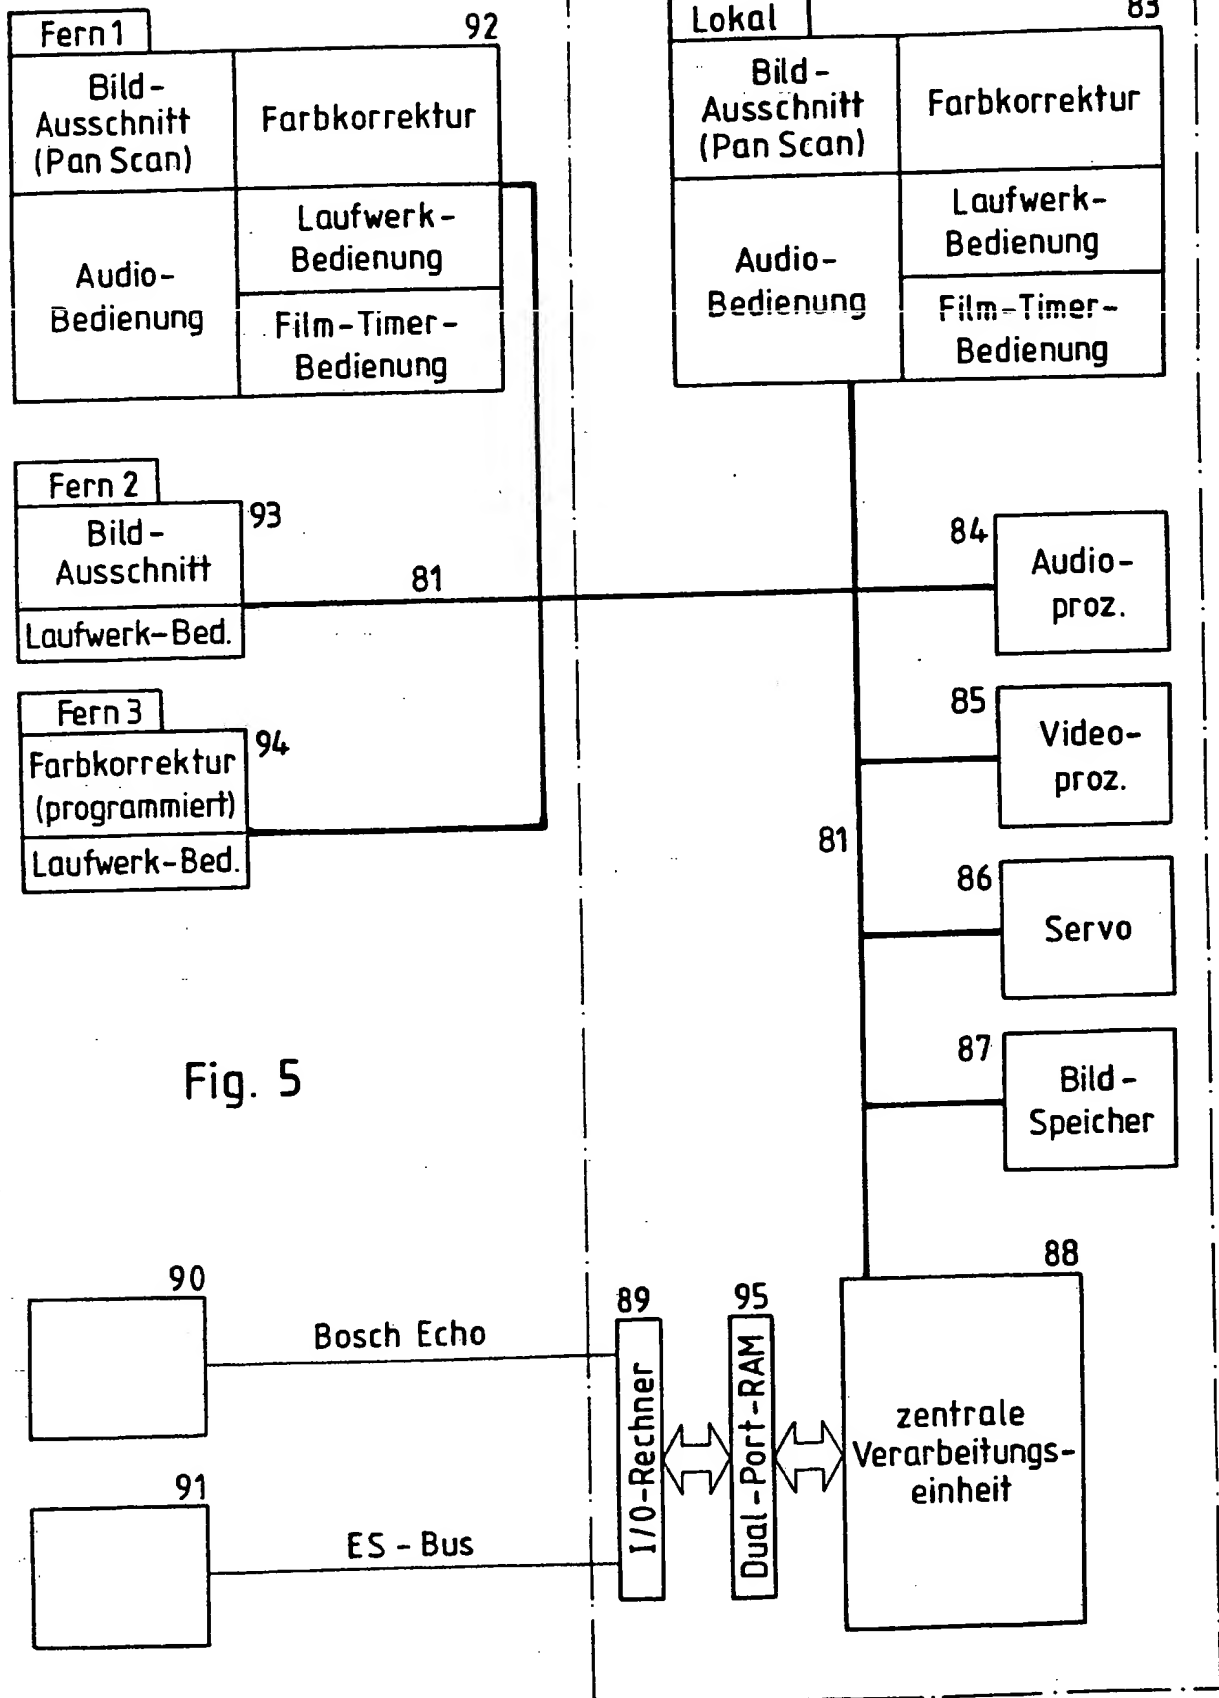 Fern 1
92
Bild-
Ausschnitt
(Pan Scan)
Farbkorrektur
Audio-
Bedienung
Laufwerk-
Bedienung
Film-Timer-
Bedienung
Lokal
83
Bild-
Ausschnitt
(Pan Scan)
Farbkorrektur
Audio-
Bedienung
Laufwerk-
Bedienung
Film-Timer-
Bedienung
Fern 2
93
Bild-
Ausschnitt
Laufwerk-Bed.
81
Fern 3
94
Farbkorrektur
(programmiert)
Laufwerk-Bed.
84
Audio-
proz.
85
Video-
proz.
81
86
Servo
87
Bild-
Speicher
Fig. 5
90
Bosch Echo
91
ES-Bus
89
I/O-Rechner
95
Dual-Port-RAM
88
zentrale
Verarbeitungs-
einheit